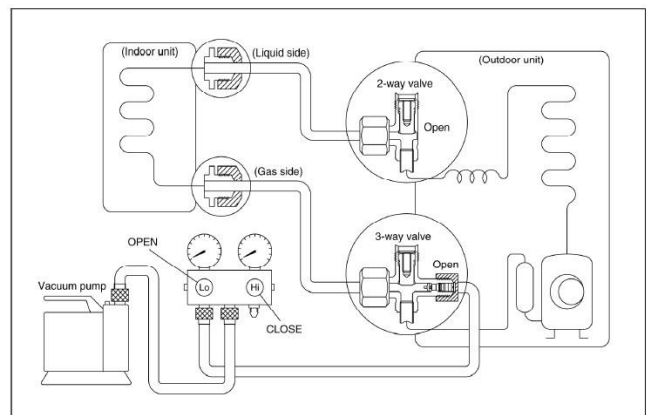 (Indoor unit)
(Liquid side)
(Outdoor unit)
2-way valve
Open
(Gas side)
3-way valve
Open
OPEN
Vacuum pump
Lo
Hi
CLOSE